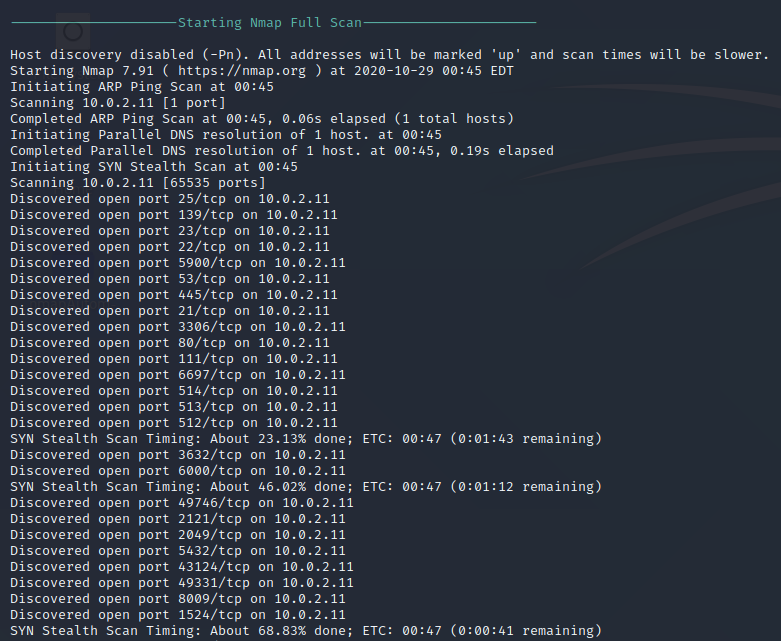 ---------------------Starting Nmap Full Scan---------------------
Host discovery disabled (-Pn). All addresses will be marked 'up' and scan times will be slower.
Starting Nmap 7.91 ( https://nmap.org ) at 2020-10-29 00:45 EDT
Initiating ARP Ping Scan at 00:45
Scanning 10.0.2.11 [1 port]
Completed ARP Ping Scan at 00:45, 0.06s elapsed (1 total hosts)
Initiating Parallel DNS resolution of 1 host. at 00:45
Completed Parallel DNS resolution of 1 host. at 00:45, 0.19s elapsed
Initiating SYN Stealth Scan at 00:45
Scanning 10.0.2.11 [65535 ports]
Discovered open port 25/tcp on 10.0.2.11
Discovered open port 139/tcp on 10.0.2.11
Discovered open port 23/tcp on 10.0.2.11
Discovered open port 22/tcp on 10.0.2.11
Discovered open port 5900/tcp on 10.0.2.11
Discovered open port 53/tcp on 10.0.2.11
Discovered open port 445/tcp on 10.0.2.11
Discovered open port 21/tcp on 10.0.2.11
Discovered open port 3306/tcp on 10.0.2.11
Discovered open port 80/tcp on 10.0.2.11
Discovered open port 111/tcp on 10.0.2.11
Discovered open port 6697/tcp on 10.0.2.11
Discovered open port 514/tcp on 10.0.2.11
Discovered open port 513/tcp on 10.0.2.11
Discovered open port 512/tcp on 10.0.2.11
SYN Stealth Scan Timing: About 23.13% done; ETC: 00:47 (0:01:43 remaining)
Discovered open port 3632/tcp on 10.0.2.11
Discovered open port 6000/tcp on 10.0.2.11
SYN Stealth Scan Timing: About 46.02% done; ETC: 00:47 (0:01:12 remaining)
Discovered open port 49746/tcp on 10.0.2.11
Discovered open port 2121/tcp on 10.0.2.11
Discovered open port 2049/tcp on 10.0.2.11
Discovered open port 5432/tcp on 10.0.2.11
Discovered open port 43124/tcp on 10.0.2.11
Discovered open port 49331/tcp on 10.0.2.11
Discovered open port 8009/tcp on 10.0.2.11
Discovered open port 1524/tcp on 10.0.2.11
SYN Stealth Scan Timing: About 68.83% done; ETC: 00:47 (0:00:41 remaining)